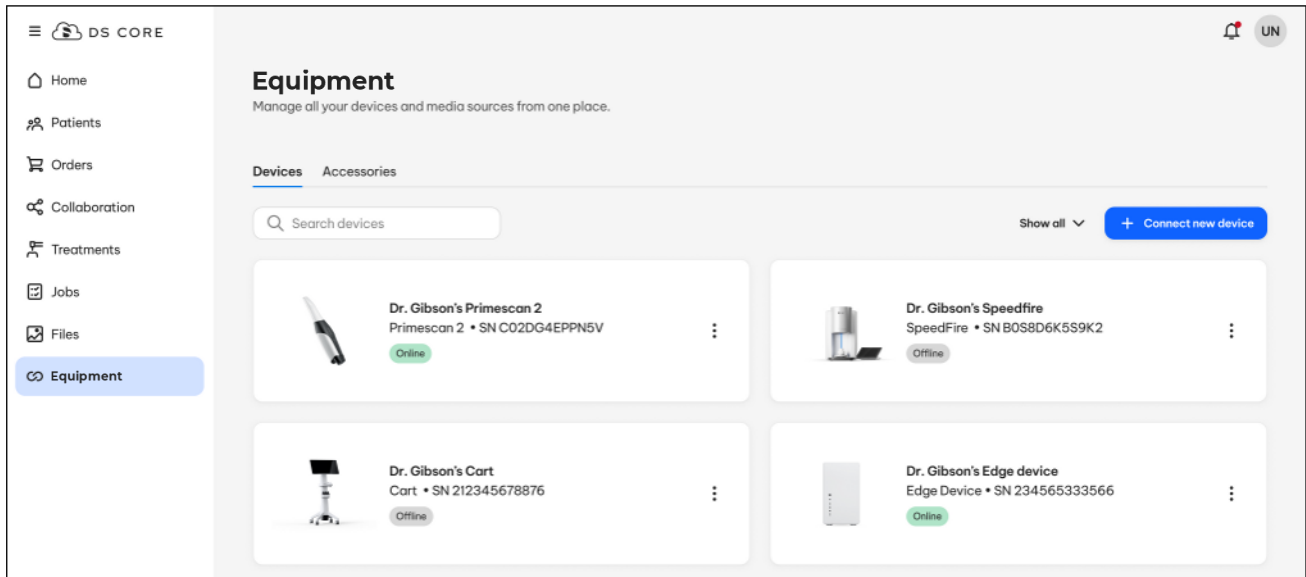 DS CORE
UN
Home
Patients
Orders
Collaboration
Treatments
Jobs
Files
Equipment
Equipment
Manage all your devices and media sources from one place.
Devices Accessories
Search devices
Show all
+ Connect new device
Dr. Gibson's Primescan 2
Primescan 2 • SN C02DG4EPPN5V
Online
Dr. Gibson's Speedfire
SpeedFire • SN B0S8D6K5S9K2
Offline
Dr. Gibson's Cart
Cart • SN 212345678876
Offline
Dr. Gibson's Edge device
Edge Device • SN 234565333566
Online